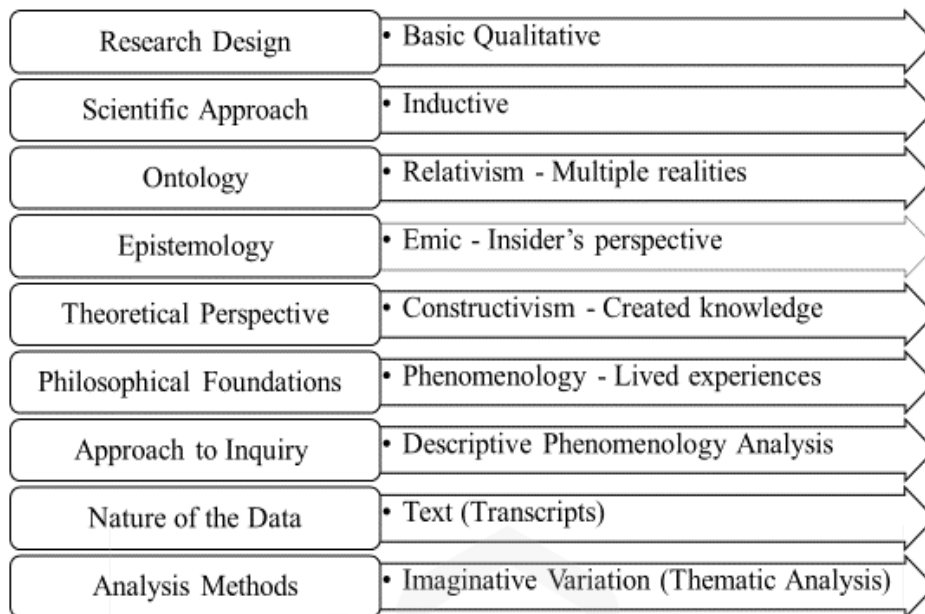 Research Design • Basic Qualitative
Scientific Approach • Inductive
Ontology • Relativism - Multiple realities
Epistemology • Emic - Insider's perspective
Theoretical Perspective • Constructivism - Created knowledge
Philosophical Foundations • Phenomenology - Lived experiences
Approach to Inquiry • Descriptive Phenomenology Analysis
Nature of the Data • Text (Transcripts)
Analysis Methods • Imaginative Variation (Thematic Analysis)